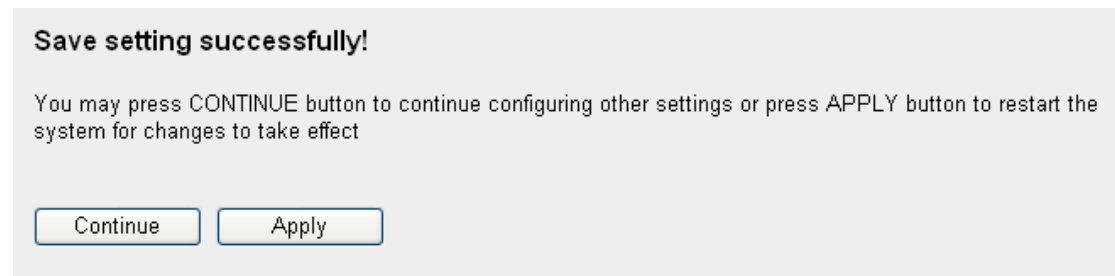 Save setting successfully!
You may press CONTINUE button to continue configuring other settings or press APPLY button to restart the
system for changes to take effect
Continue Apply